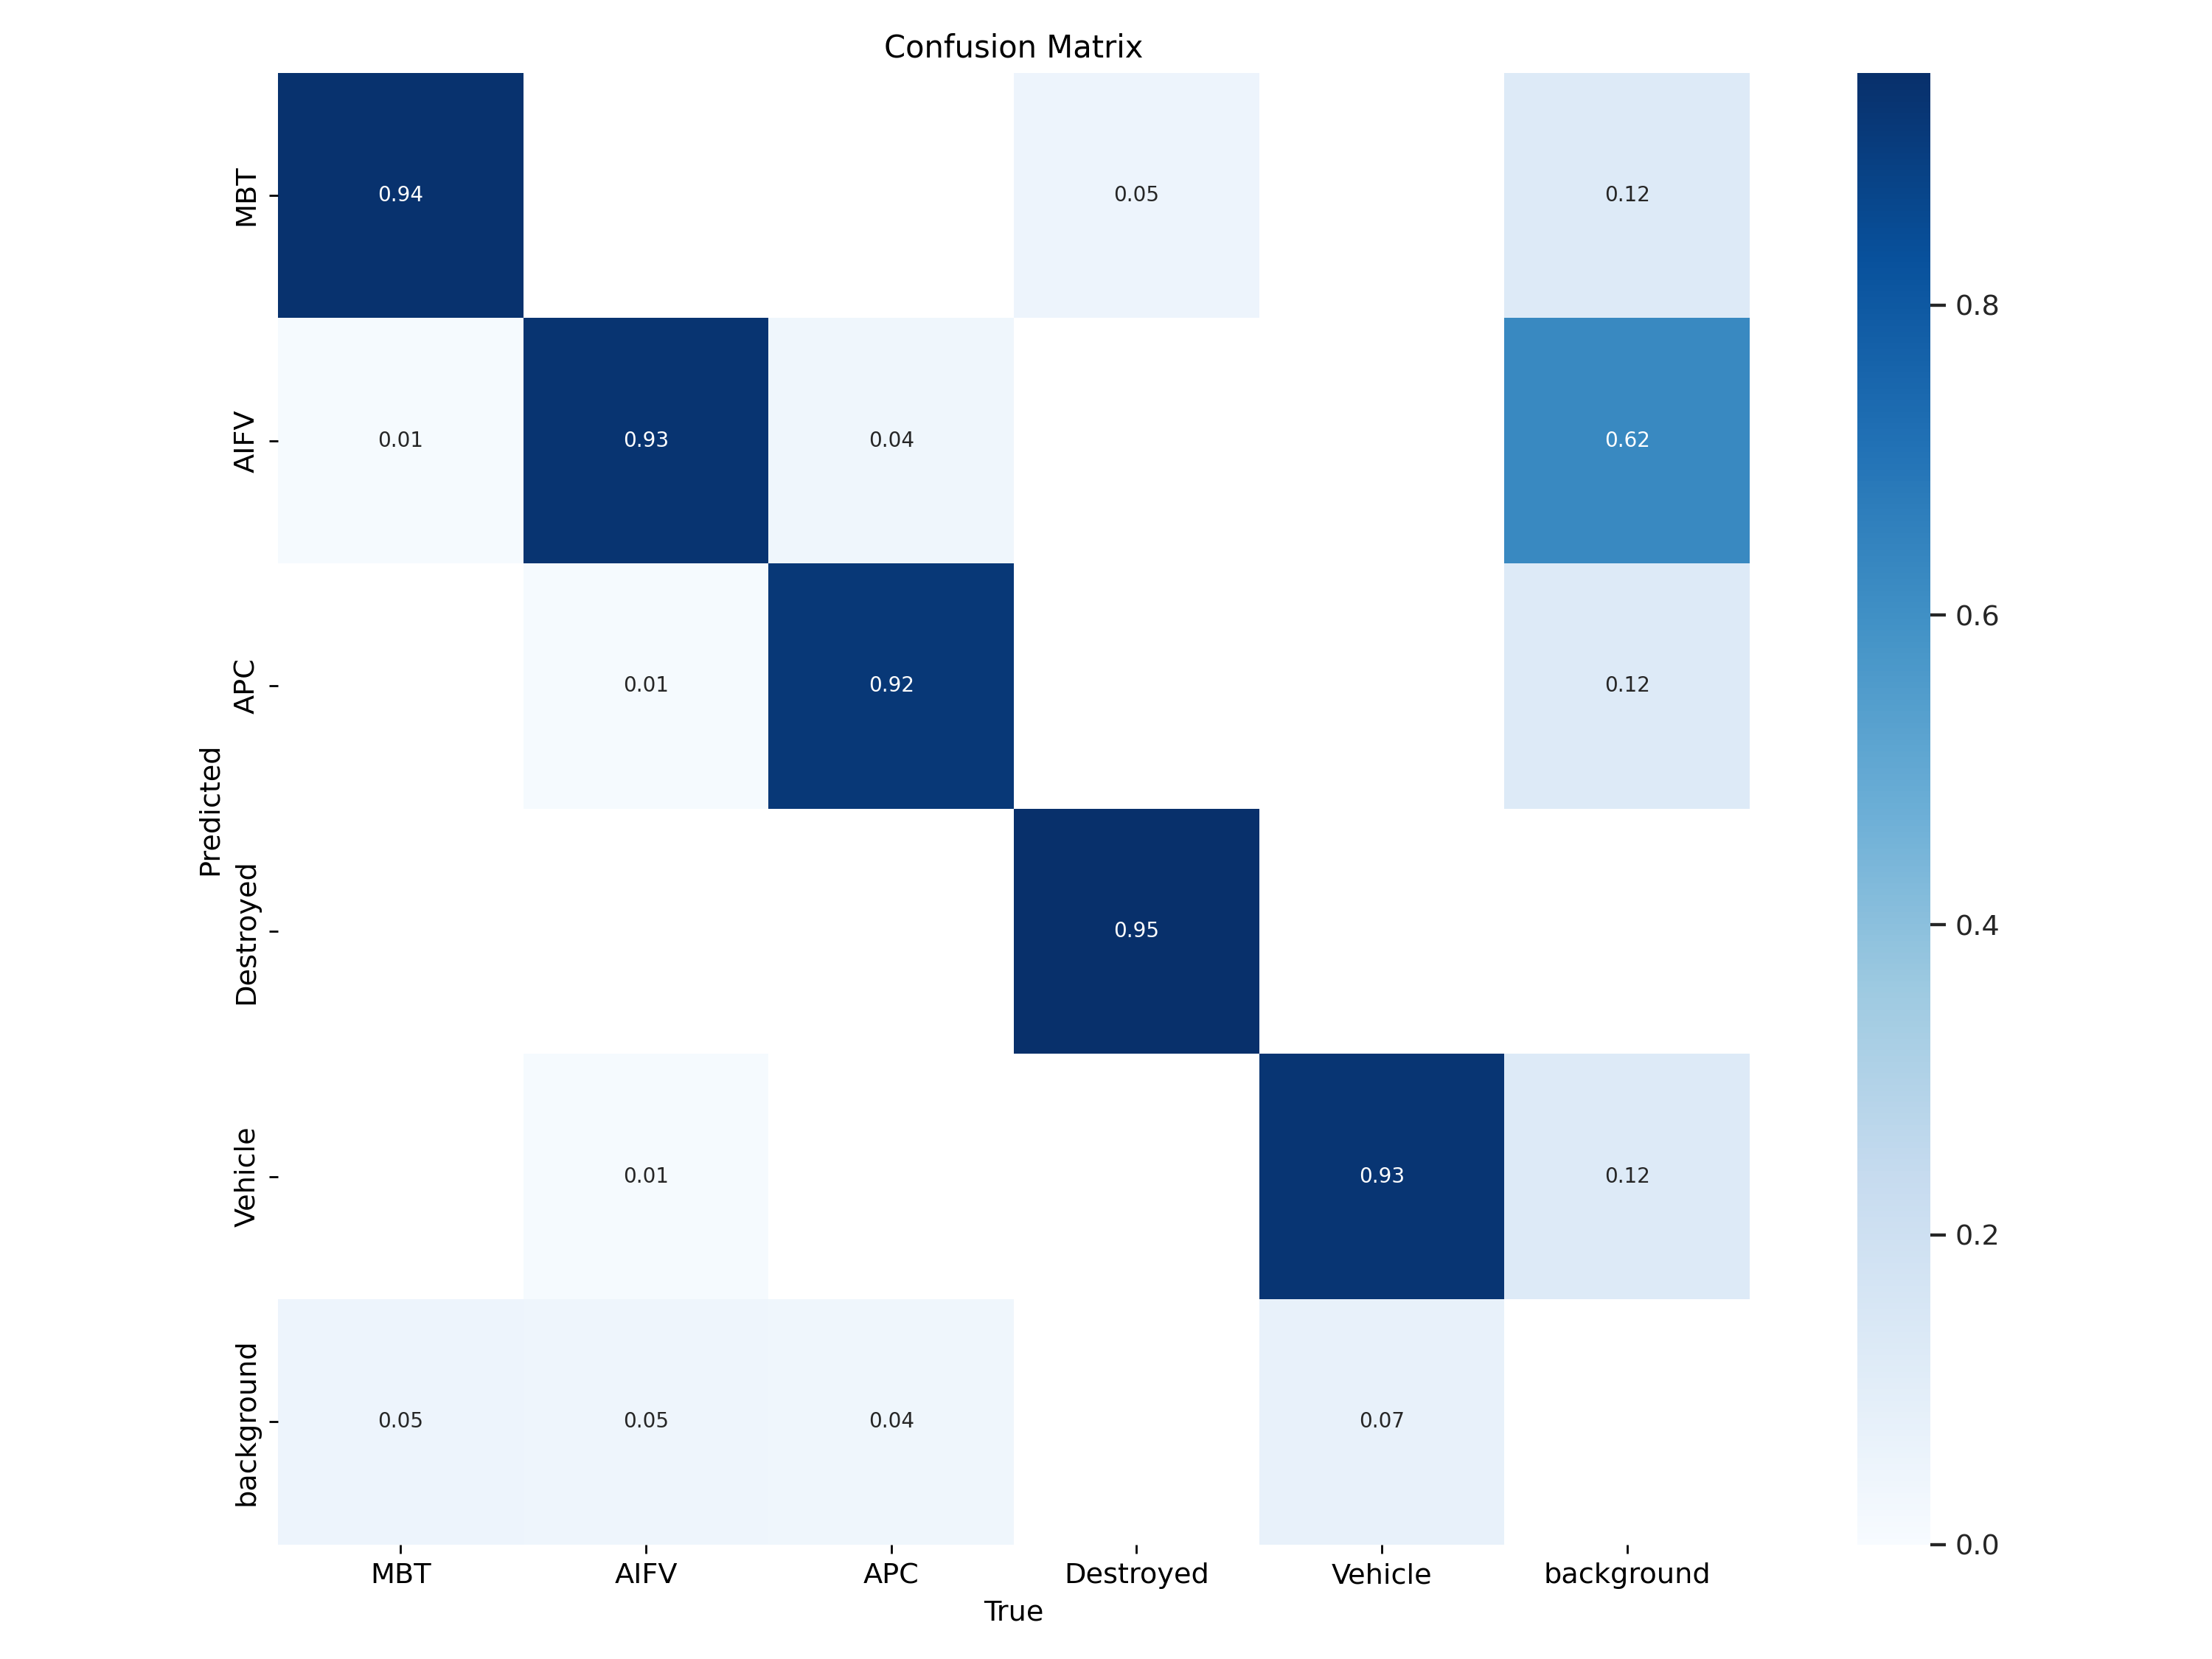 Confusion Matrix
MBT
0.94
0.05
0.12
0.8
AIFV
0.01
0.93
0.04
0.62
0.6
APC
0.01
0.92
0.12
Predicted
Destroyed
0.95
0.4
Vehicle
0.01
0.93
0.12
0.2
background
0.05
0.05
0.04
0.07
0.0
MBT
AIFV
APC
Destroyed
Vehicle
background
True